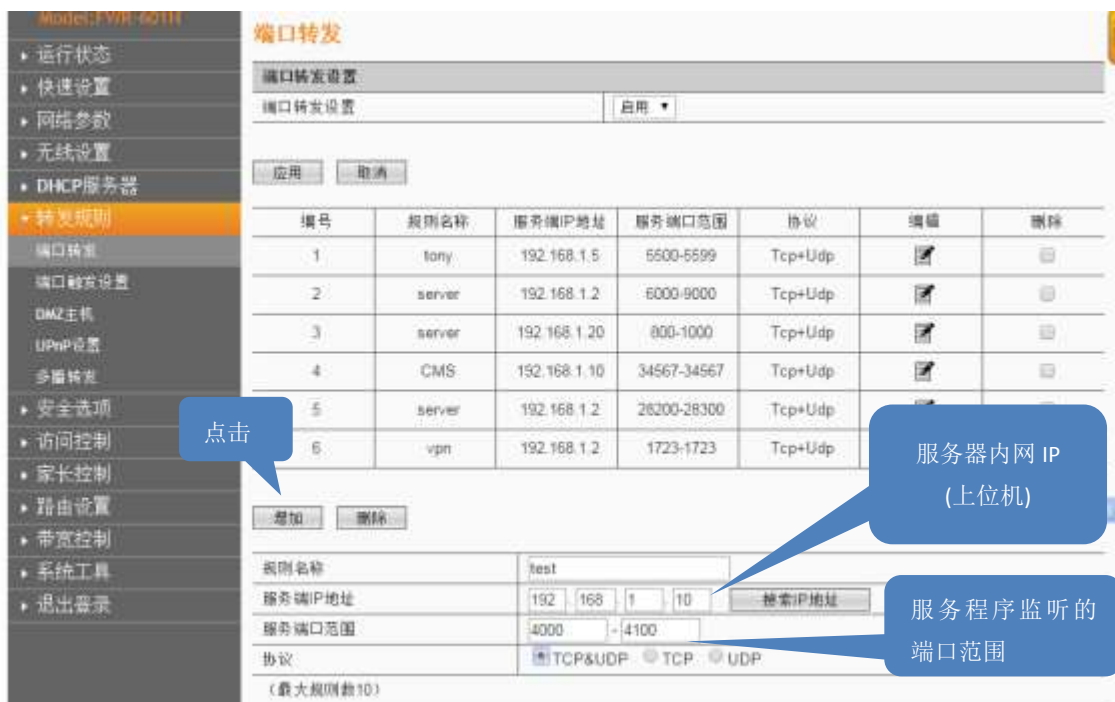 Model:FWR-601H
运行状态
快速设置
网络参数
无线设置
DHCP服务器
转发规则
端口转发
端口触发设置
DMZ主机
UPnP设置
多播转发
安全选项
访问控制
家长控制
路由设置
带宽控制
系统工具
退出登录
端口转发
端口转发设置
端口转发设置 启用
应用 取消
编号 规则名称 服务端IP地址 服务端口范围 协议 编辑 删除
1 tony 192.168.1.5 5500-5599 Tcp+Udp
2 server 192.168.1.2 6000-9000 Tcp+Udp
3 server 192.168.1.20 800-1000 Tcp+Udp
4 CMS 192.168.1.10 34567-34567 Tcp+Udp
5 server 192.168.1.2 28200-28300 Tcp+Udp
6 vpn 192.168.1.2 1723-1723 Tcp+Udp
点击
服务器内网 IP
(上位机)
增加 删除
规则名称 test
服务端IP地址 192 . 168 . 1 . 10 搜索IP地址
服务端口范围 4000 - 4100
协议 TCP&UDP TCP UDP
(最大规则数10)
服务程序监听的
端口范围